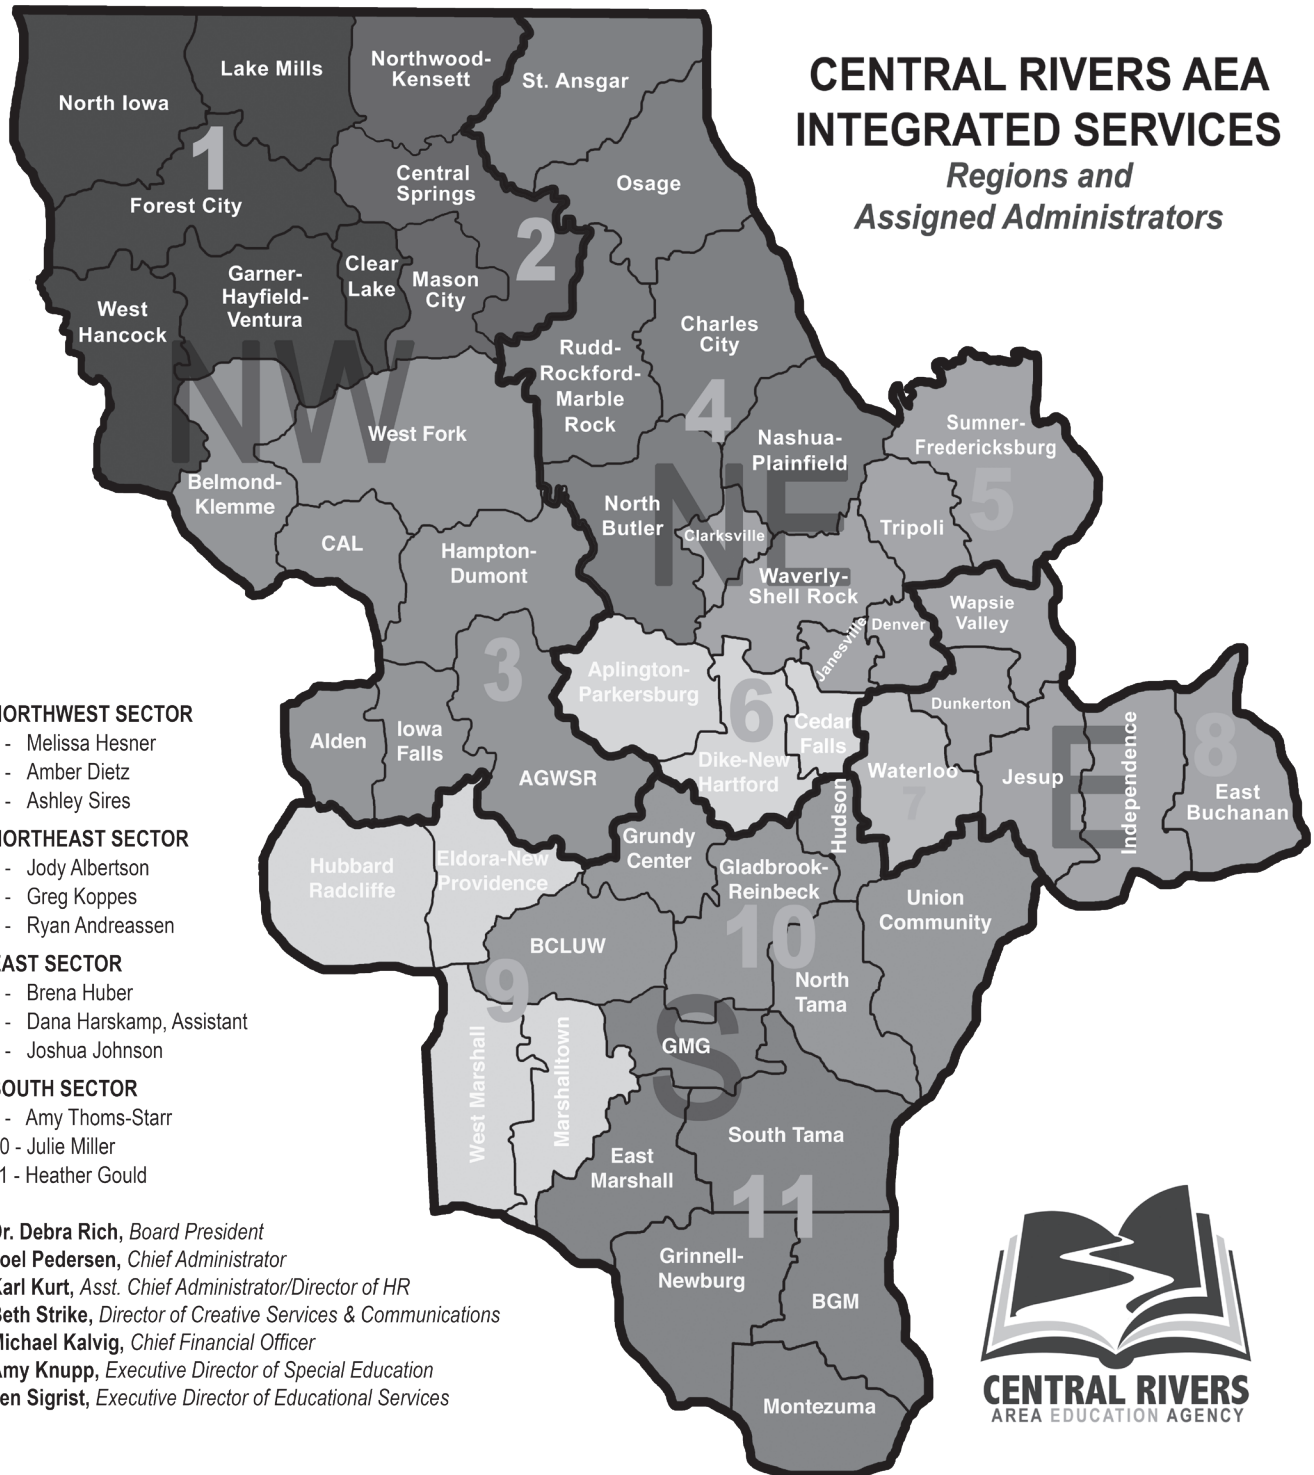 CENTRAL RIVERS AEA
INTEGRATED SERVICES
Regions and
Assigned Administrators
North Iowa
Lake Mills
Northwood-
Kensett
St. Ansgar
1
Central
Springs
Osage
Forest City
2
Garner-
Hayfield-
Ventura
Clear
Lake
Mason
City
West
Hancock
Charles
City
Rudd-
Rockford-
Marble
Rock
NW
4
West Fork
Nashua-
Plainfield
Sumner-
Fredericksburg
5
Belmond-
Klemme
North
Butler
NE
Clarksville
Tripoli
CAL
Hampton-
Dumont
Waverly-
Shell Rock
Wapsie
Valley
Denver
Janesville
3
Aplington-
Parkersburg
6
Dunkerton
Cedar
Falls
Alden
Iowa
Falls
AGWSR
Dike-New
Hartford
Waterloo
7
Jesup
E
Independence
8
East
Buchanan
Hudson
Grundy
Center
Gladbrook-
Reinbeck
Hubbard
Radcliffe
Eldora-New
Providence
Union
Community
BCLUW
10
9
North
Tama
GMG
S
West Marshall
Marshalltown
South Tama
East
Marshall
11
Grinnell-
Newburg
BGM
Montezuma
ORTHWEST SECTOR
- Melissa Hesner
- Amber Dietz
- Ashley Sires
ORTHEAST SECTOR
- Jody Albertson
- Greg Koppes
- Ryan Andreassen
AST SECTOR
- Brena Huber
- Dana Harskamp, Assistant
- Joshua Johnson
OUTH SECTOR
- Amy Thoms-Starr
0 - Julie Miller
1 - Heather Gould
r. Debra Rich, Board President
oel Pedersen, Chief Administrator
Karl Kurt, Asst. Chief Administrator/Director of HR
Beth Strike, Director of Creative Services & Communications
Michael Kalvig, Chief Financial Officer
Amy Knupp, Executive Director of Special Education
en Sigrist, Executive Director of Educational Services
CENTRAL RIVERS
AREA EDUCATION AGENCY